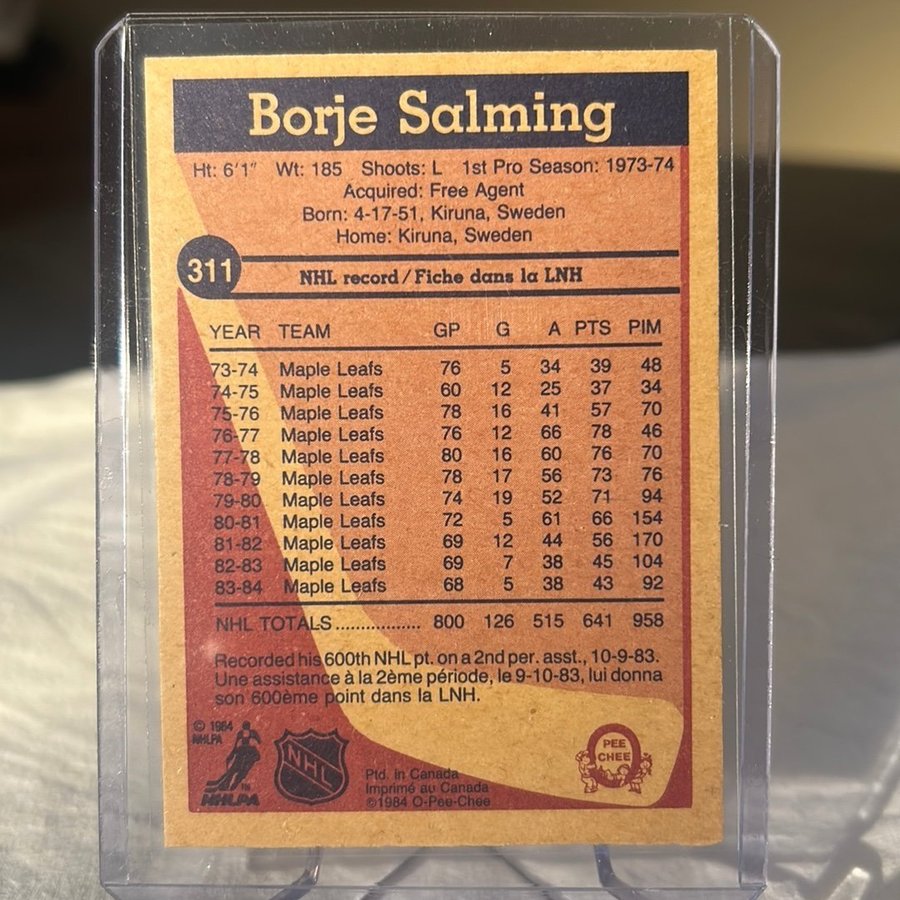 Borje Salming
Ht: 6'1" Wt: 185 Shoots: L 1st Pro Season: 1973-74
Acquired: Free Agent
Born: 4-17-51, Kiruna, Sweden
Home: Kiruna, Sweden
311
NHL record/Fiche dans la LNH
YEAR TEAM GP G A PTS PIM
73-74 Maple Leafs 76 5 34 39 48
74-75 Maple Leafs 60 12 25 37 34
75-76 Maple Leafs 78 16 41 57 70
76-77 Maple Leafs 76 12 66 78 46
77-78 Maple Leafs 80 16 60 76 70
78-79 Maple Leafs 78 17 56 73 76
79-80 Maple Leafs 74 19 52 71 94
80-81 Maple Leafs 72 5 61 66 154
81-82 Maple Leafs 69 12 44 56 170
82-83 Maple Leafs 69 7 38 45 104
83-84 Maple Leafs 68 5 38 43 92
NHL TOTALS................. 800 126 515 641 958
Recorded his 600th NHL pt. on a 2nd per. asst., 10-9-83.
Une assistance à la 2ème période, le 9-10-83, lui donna
son 600ème point dans la LNH.
© 1984
NHLPA
TM
NHLPA
NHL
Ptd. in Canada
Imprimé au Canada
©1984 O-Pee-Chee
O
PEE
CHEE